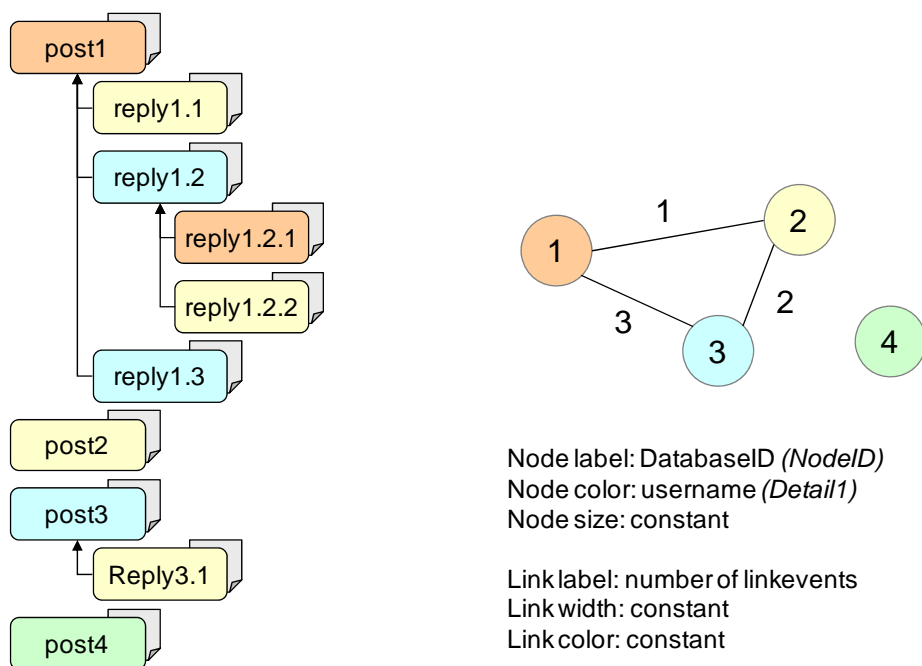 post1
reply1.1
reply1.2
reply1.2.1
reply1.2.2
reply1.3
post2
post3
Reply3.1
post4
1
2
1
3
2
3
4
Node label: DatabaseID (NodeID)
Node color: username (Detail1)
Node size: constant
Link label: number of linkevents
Link width: constant
Link color: constant